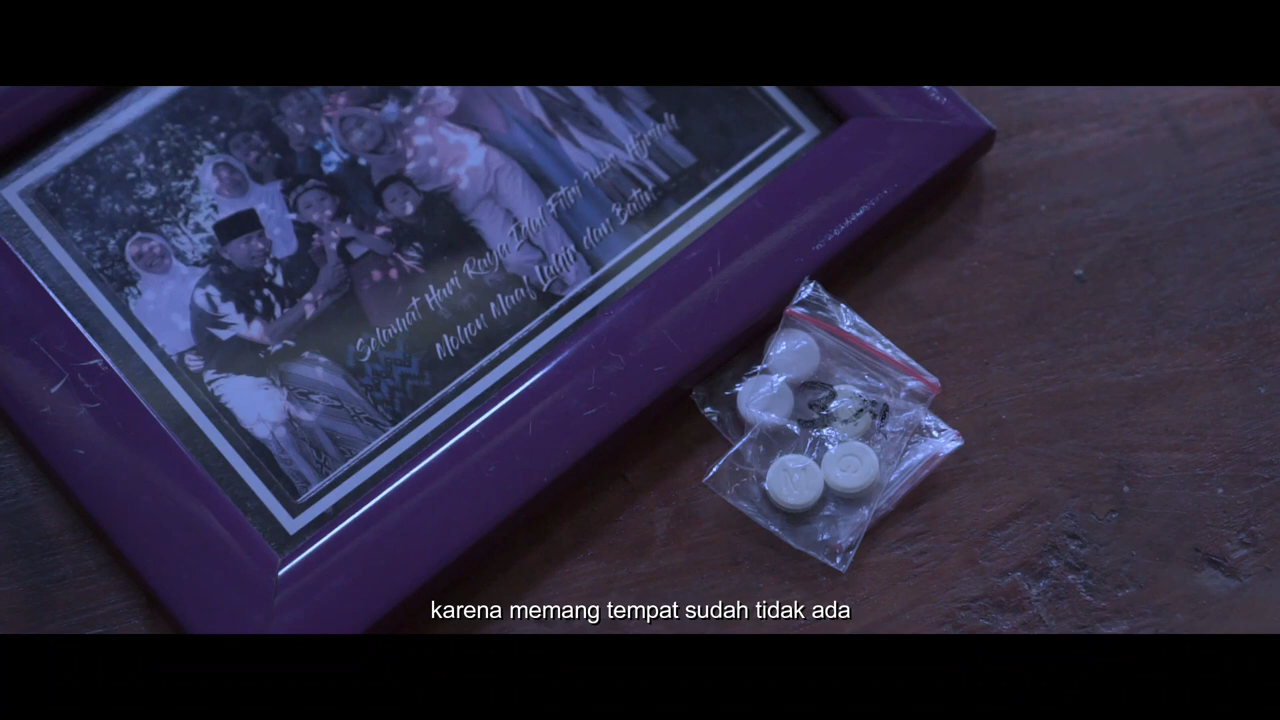 Selamat Hari Raya Idul Fitri
Mohon Maaf Lahir dan Batin
karena memang tempat sudah tidak ada